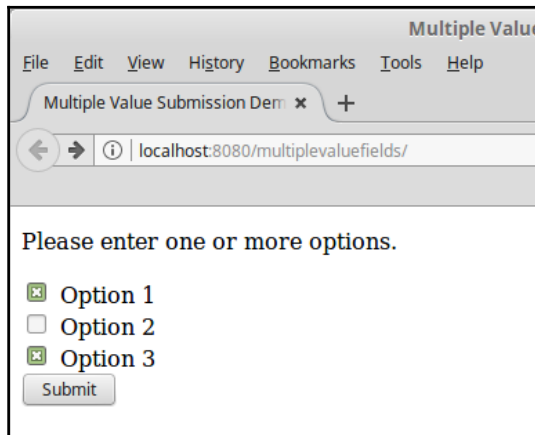 Multiple Value
File Edit View History Bookmarks Tools Help
Multiple Value Submission Dem × +
localhost:8080/multiplevaluefields/
Please enter one or more options.
Option 1
Option 2
Option 3
Submit